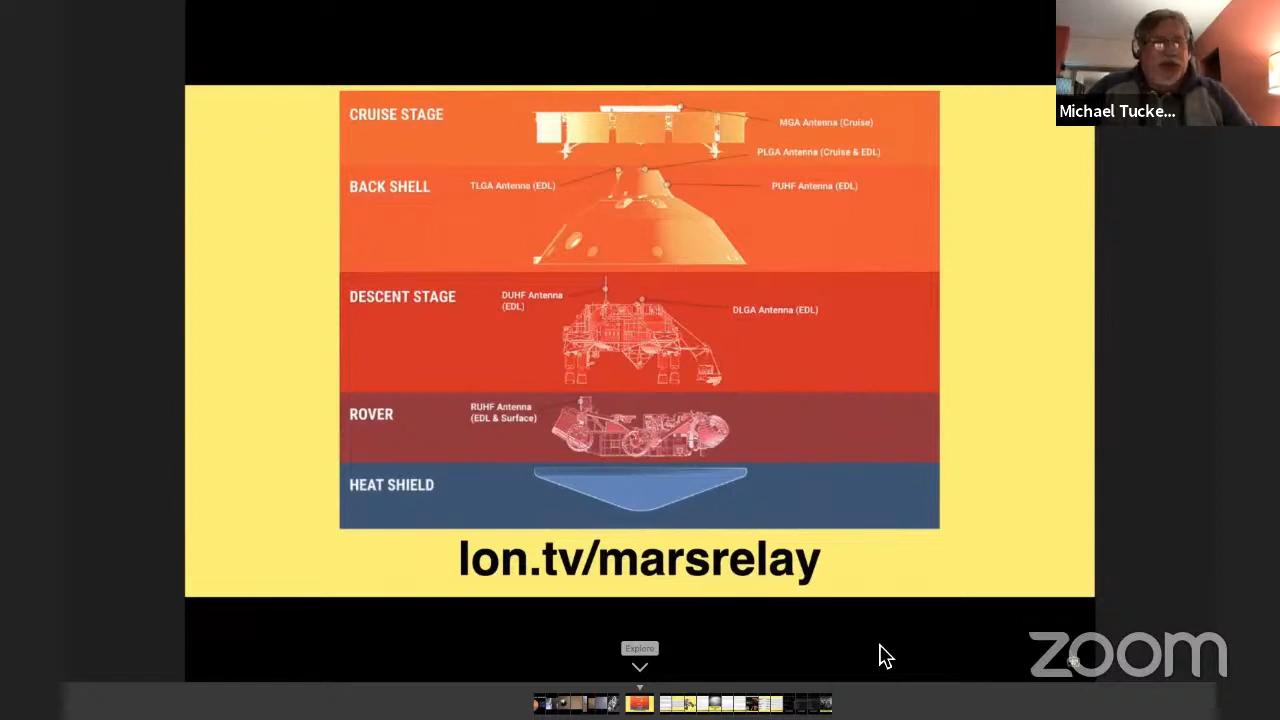 Michael Tucke...
CRUISE STAGE
MGA Antenna (Cruise)
PLGA Antenna (Cruise & EDL)
BACK SHELL
TLGA Antenna (EDL)
PUHF Antenna (EDL)
DESCENT STAGE
DUHF Antenna
(EDL)
DLGA Antenna (EDL)
ROVER
RUHF Antenna
(EDL & Surface)
HEAT SHIELD
lon.tv/marsrelay
Explore
zoom